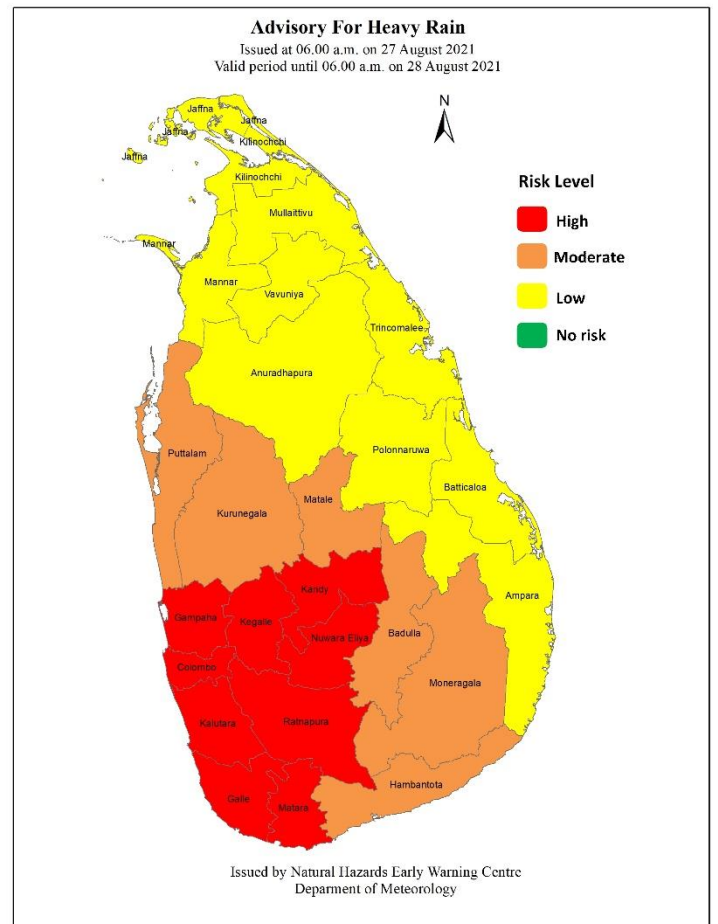 Advisory For Heavy Rain
Issued at 06.00 a.m. on 27 August 2021
Valid period until 06.00 a.m. on 28 August 2021
N
Jaffna
Jaffna
Jaffna
Kilinochchi
Jaffna
Kilinochchi
Mullaittivu
Mannar
Mannar
Vavuniya
Trincomalee
Anuradhapura
Polonnaruwa
Puttalam
Batticaloa
Matale
Kurunegala
Kandy
Ampara
Gampaha
Kegalle
Badulla
Nuwara Eliya
Colombo
Moneragala
Kalutara
Ratnapura
Hambantota
Galle
Matara
Risk Level
High
Moderate
Low
No risk
Issued by Natural Hazards Early Warning Centre
Deparment of Meteorology